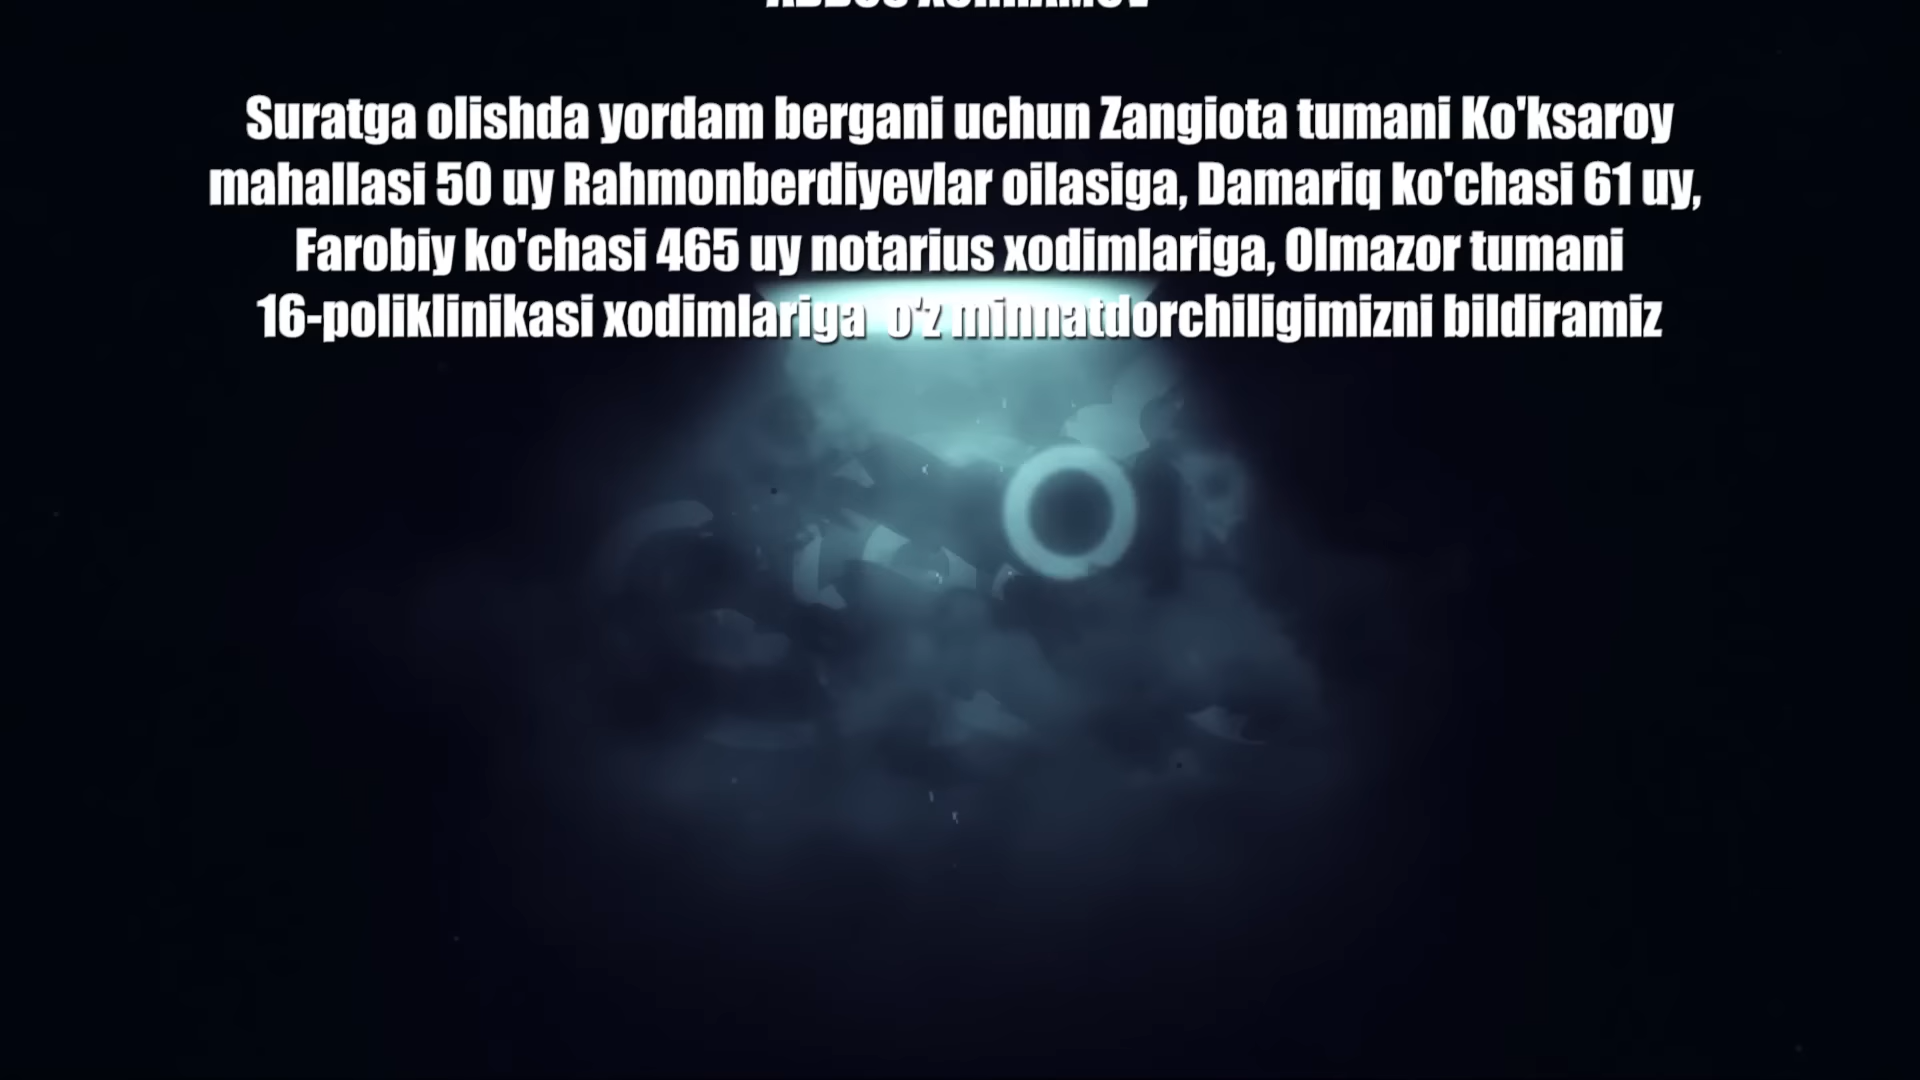 Suratga olishda yordam bergani uchun Zangiota tumani Ko'ksaroy
mahallasi 50 uy Rahmonberdiyevlar oilasiga, Damariq ko'chasi 61 uy,
Farobiy ko'chasi 465 uy notarius xodimlariga, Olmazor tumani
16-poliklinikasi xodimlariga o'z minnatdorchiligimizni bildiramiz